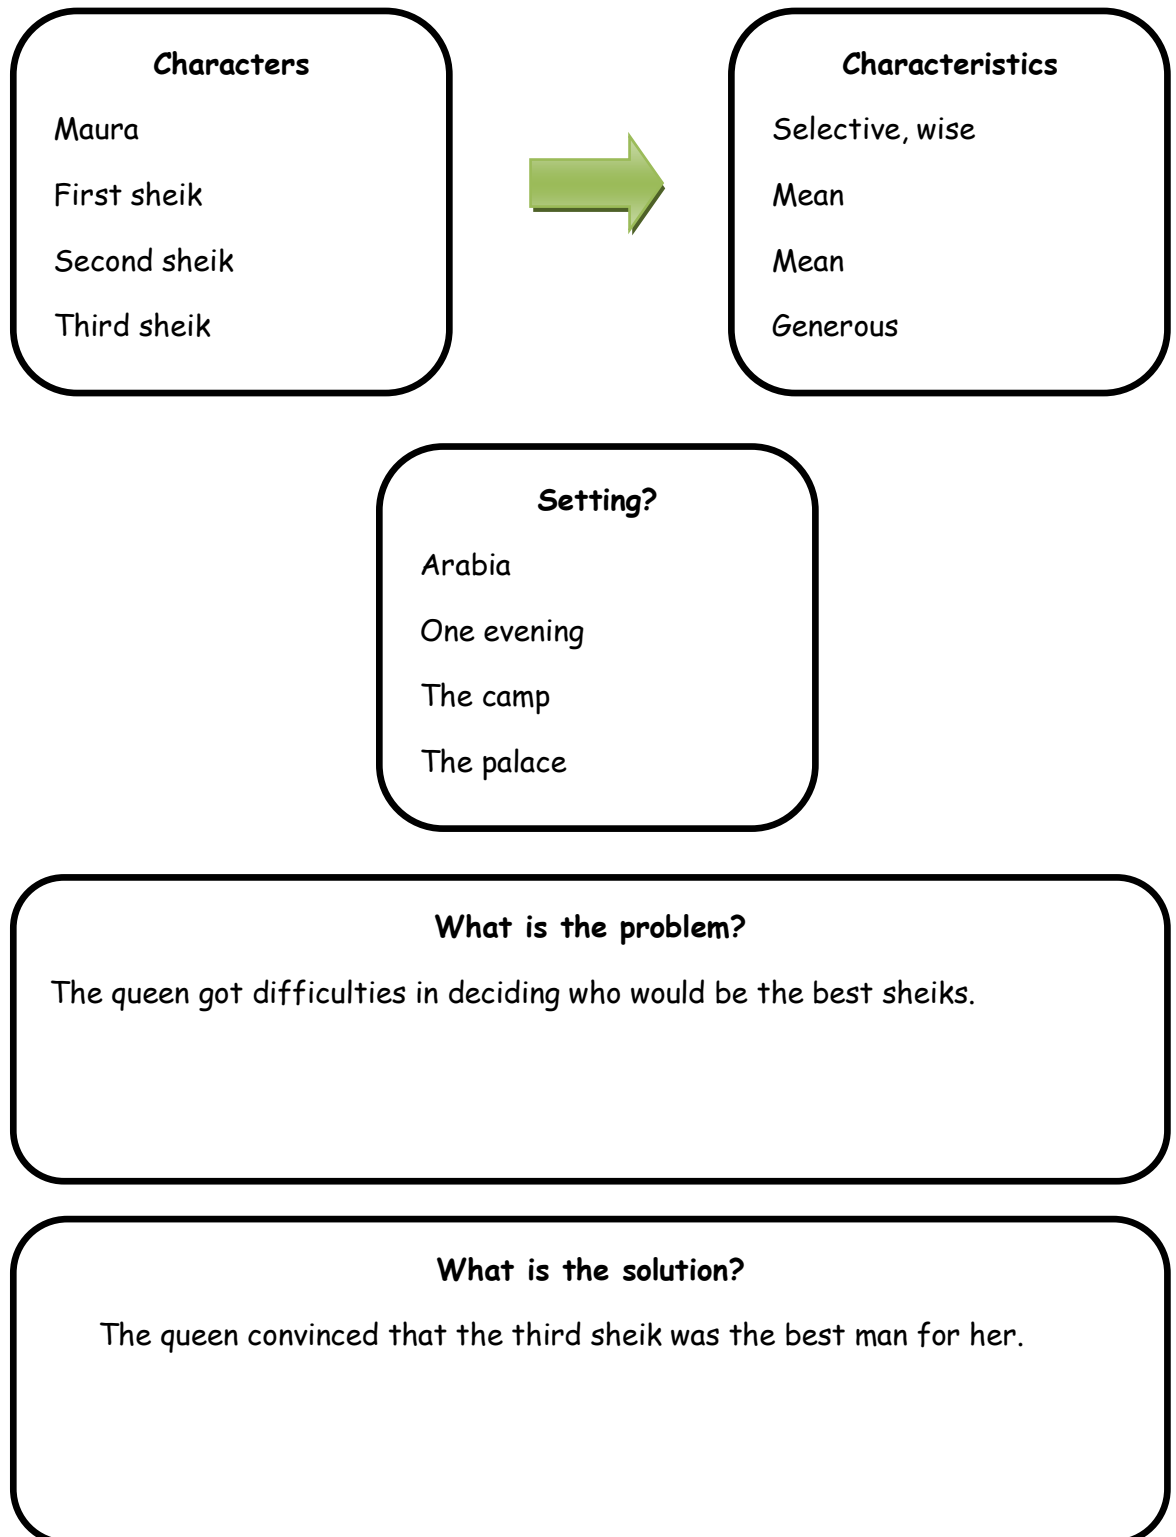 Characters
Maura
First sheik
Second sheik
Third sheik
Characteristics
Selective, wise
Mean
Mean
Generous
Setting?
Arabia
One evening
The camp
The palace
What is the problem?
The queen got difficulties in deciding who would be the best sheiks.
What is the solution?
The queen convinced that the third sheik was the best man for her.